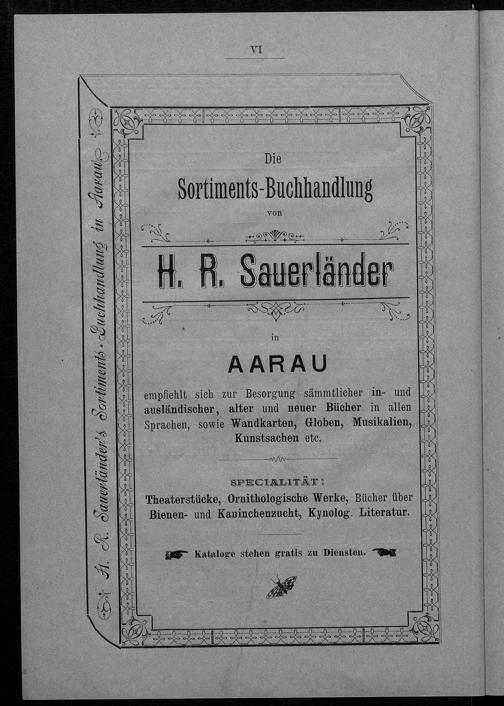 VI
H. R. Sauerländer's Sortiments-Buchhandlung in Aarau
Die
Sortiments-Buchhandlung
von
H. R. Sauerländer
in
AARAU
empfiehlt sich zur Besorgung sämmtlicher in- und
ausländischer, alter und neuer Bücher in allen
Sprachen, sowie Wandkarten, Globen, Musikalien,
Kunstsachen etc.
SPECIALITÄT:
Theaterstücke, Ornithologische Werke, Bücher über
Bienen- und Kaninchenzucht, Kynolog. Literatur.
Kataloge stehen gratis zu Diensten.